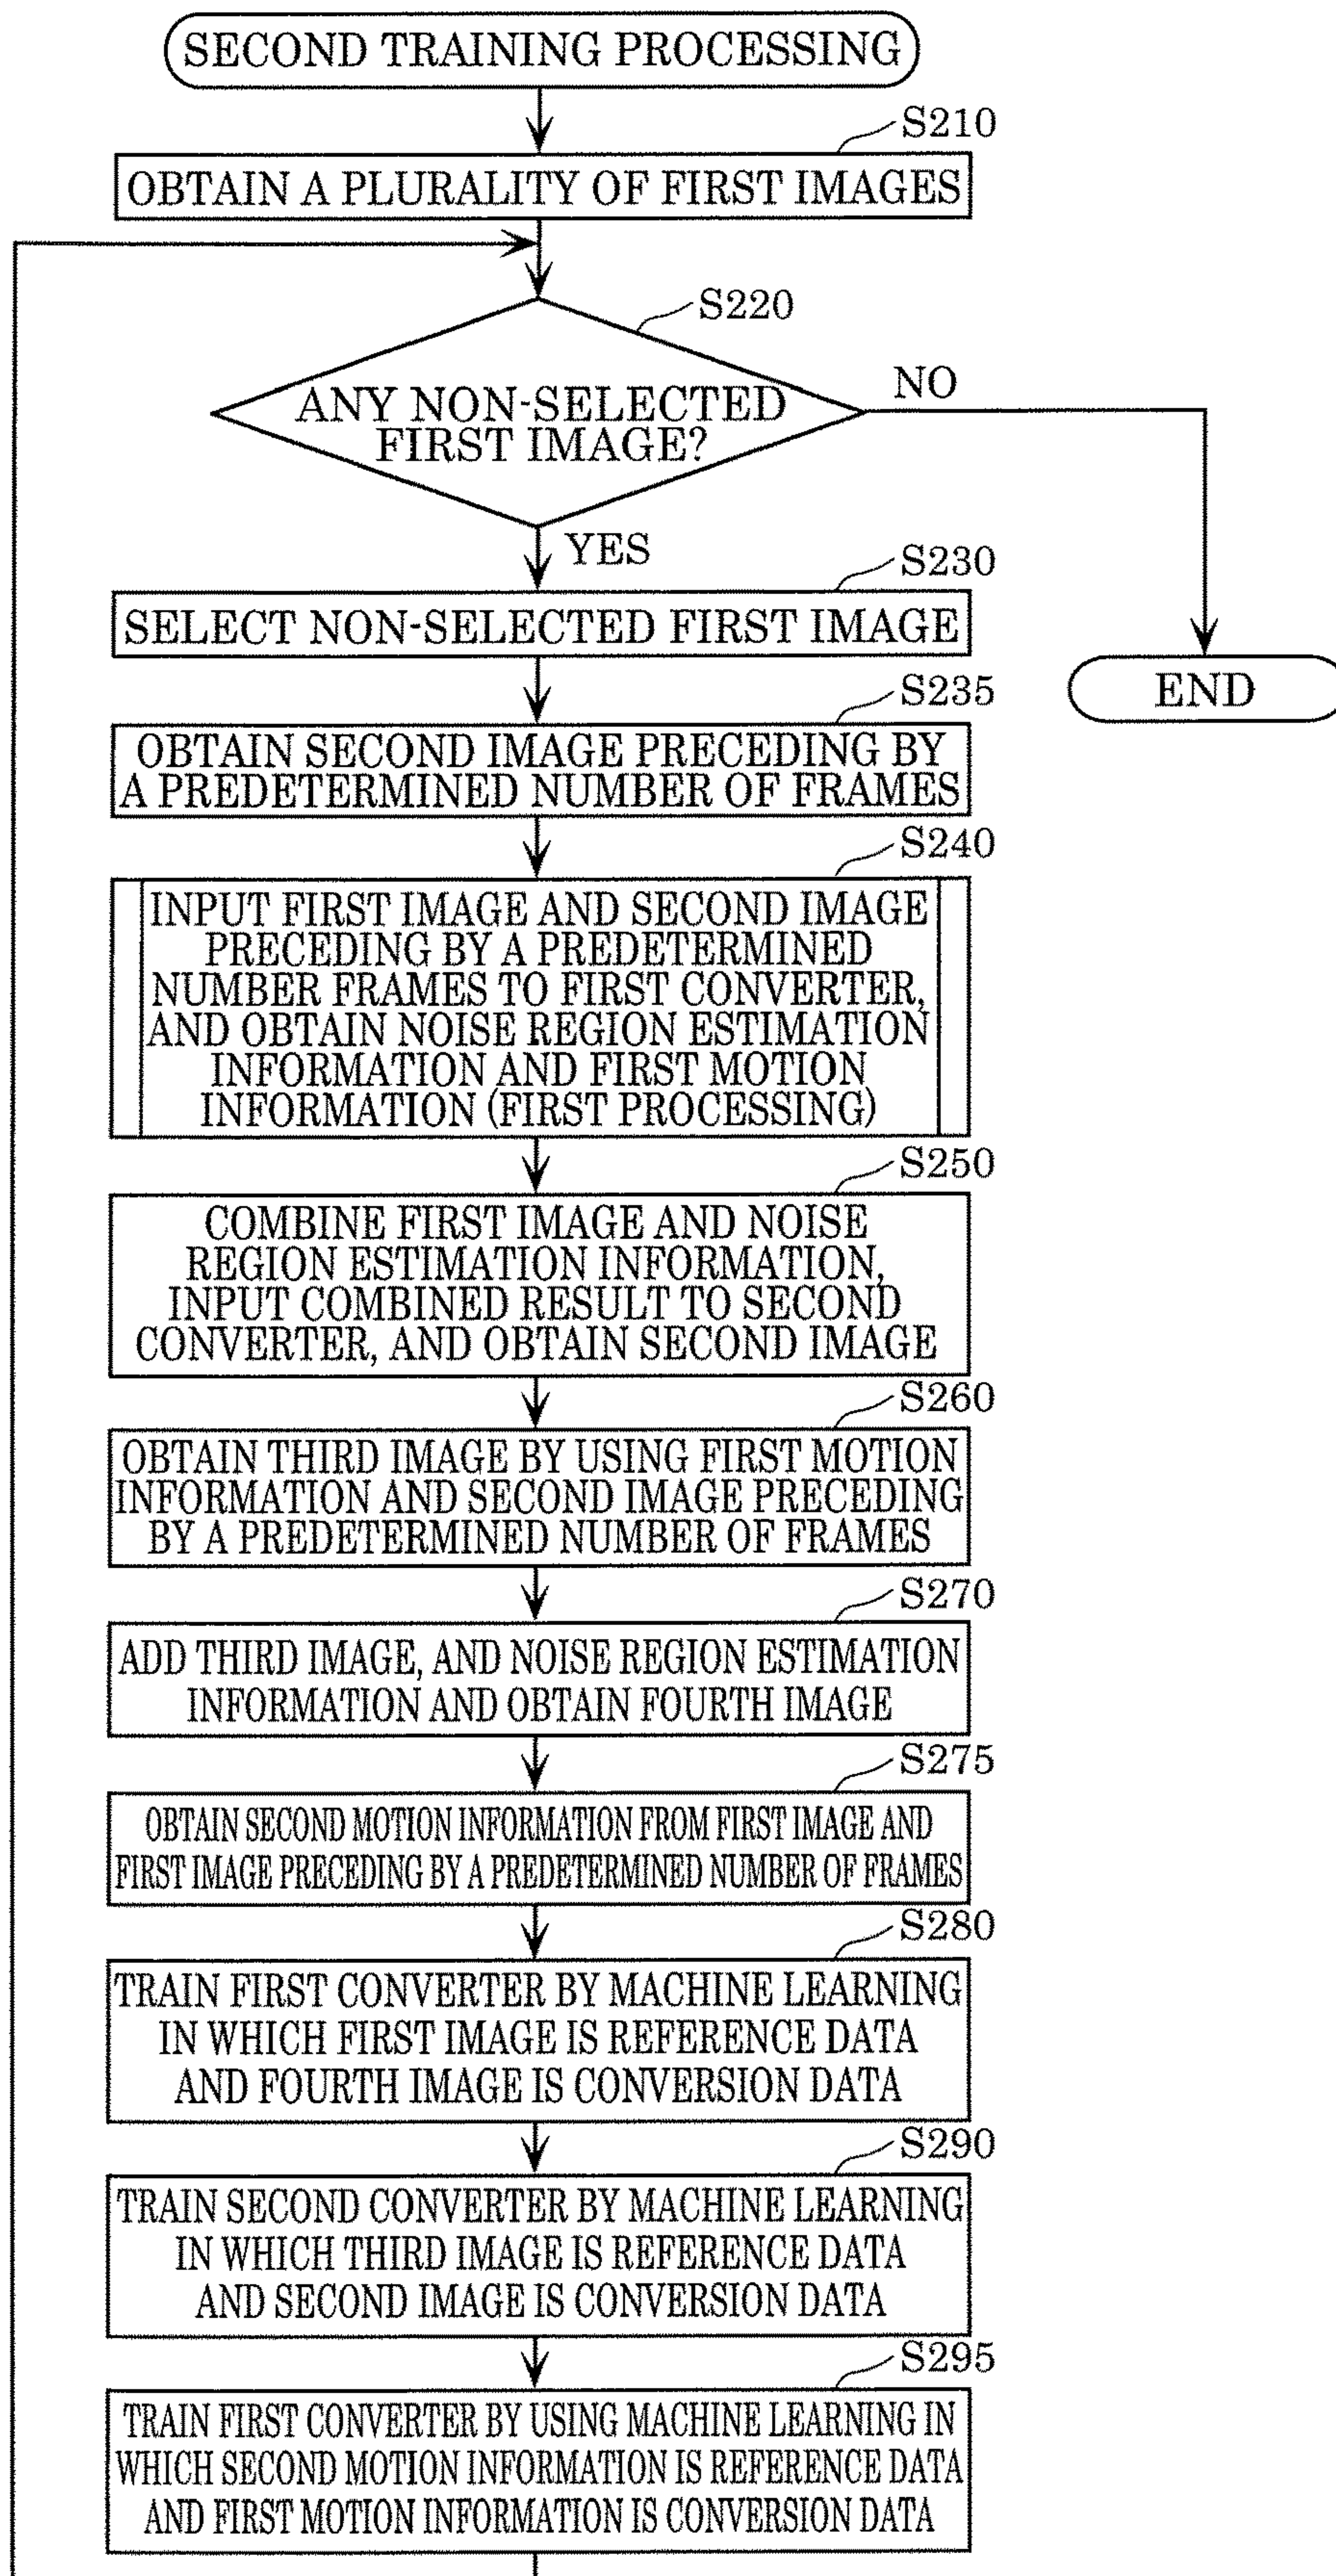 SECOND TRAINING PROCESSING
S210
OBTAIN A PLURALITY OF FIRST IMAGES
S220
ANY NON-SELECTED
FIRST IMAGE?
NO
YES
S230
SELECT NON-SELECTED FIRST IMAGE
END
S235
OBTAIN SECOND IMAGE PRECEDING BY
A PREDETERMINED NUMBER OF FRAMES
S240
INPUT FIRST IMAGE AND SECOND IMAGE
PRECEDING BY A PREDETERMINED
NUMBER FRAMES TO FIRST CONVERTER,
AND OBTAIN NOISE REGION ESTIMATION
INFORMATION AND FIRST MOTION
INFORMATION (FIRST PROCESSING)
S250
COMBINE FIRST IMAGE AND NOISE
REGION ESTIMATION INFORMATION,
INPUT COMBINED RESULT TO SECOND
CONVERTER, AND OBTAIN SECOND IMAGE
S260
OBTAIN THIRD IMAGE BY USING FIRST MOTION
INFORMATION AND SECOND IMAGE PRECEDING
BY A PREDETERMINED NUMBER OF FRAMES
S270
ADD THIRD IMAGE, AND NOISE REGION ESTIMATION
INFORMATION AND OBTAIN FOURTH IMAGE
S275
OBTAIN SECOND MOTION INFORMATION FROM FIRST IMAGE AND
FIRST IMAGE PRECEDING BY A PREDETERMINED NUMBER OF FRAMES
S280
TRAIN FIRST CONVERTER BY MACHINE LEARNING
IN WHICH FIRST IMAGE IS REFERENCE DATA
AND FOURTH IMAGE IS CONVERSION DATA
S290
TRAIN SECOND CONVERTER BY MACHINE LEARNING
IN WHICH THIRD IMAGE IS REFERENCE DATA
AND SECOND IMAGE IS CONVERSION DATA
S295
TRAIN FIRST CONVERTER BY USING MACHINE LEARNING IN
WHICH SECOND MOTION INFORMATION IS REFERENCE DATA
AND FIRST MOTION INFORMATION IS CONVERSION DATA